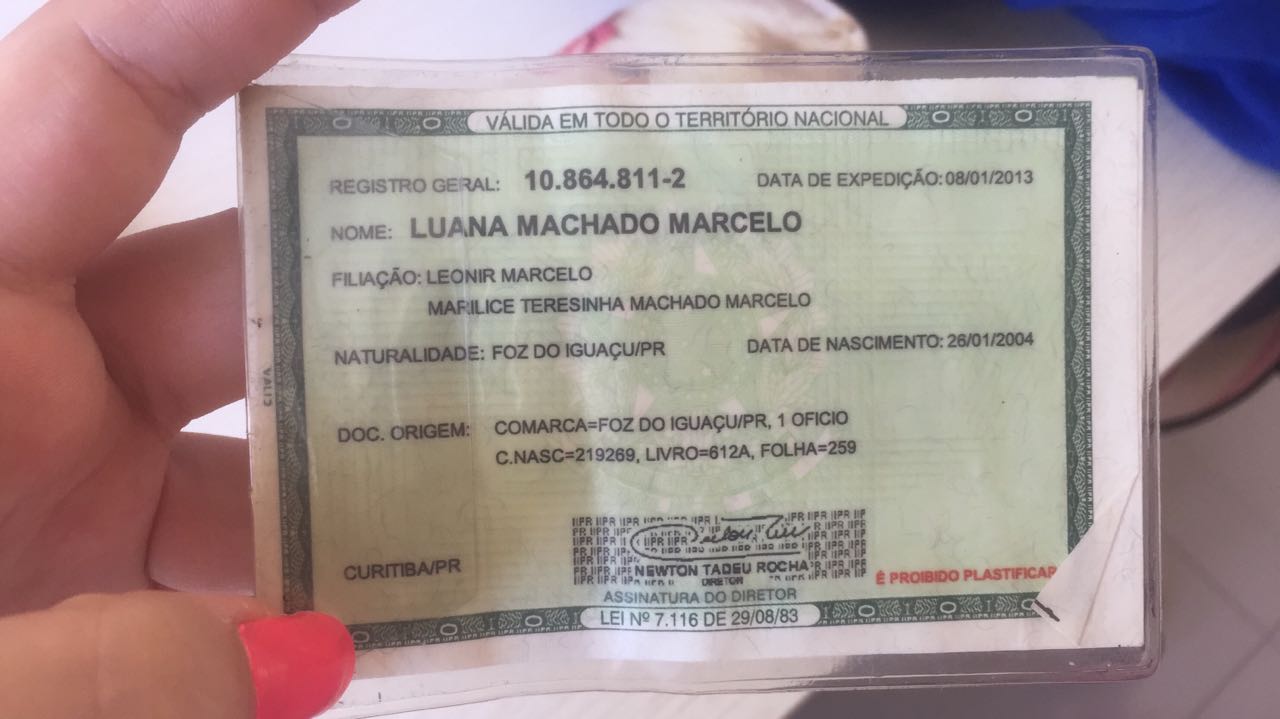 VÁLIDA EM TODO O TERRITÓRIO NACIONAL
REGISTRO GERAL: 10.864.811-2 DATA DE EXPEDIÇÃO: 08/01/2013
NOME: LUANA MACHADO MARCELO
FILIAÇÃO: LEONIR MARCELO
MARILICE TERESINHA MACHADO MARCELO
NATURALIDADE: FOZ DO IGUAÇU/PR DATA DE NASCIMENTO: 26/01/2004
DOC. ORIGEM: COMARCA=FOZ DO IGUAÇU/PR, 1 OFICIO
C.NASC=219269, LIVRO=612A, FOLHA=259
CURITIBA/PR
NEWTON TADEU ROCHA
DIRETOR
É PROIBIDO PLASTIFICAR
ASSINATURA DO DIRETOR
LEI Nº 7.116 DE 29/08/83